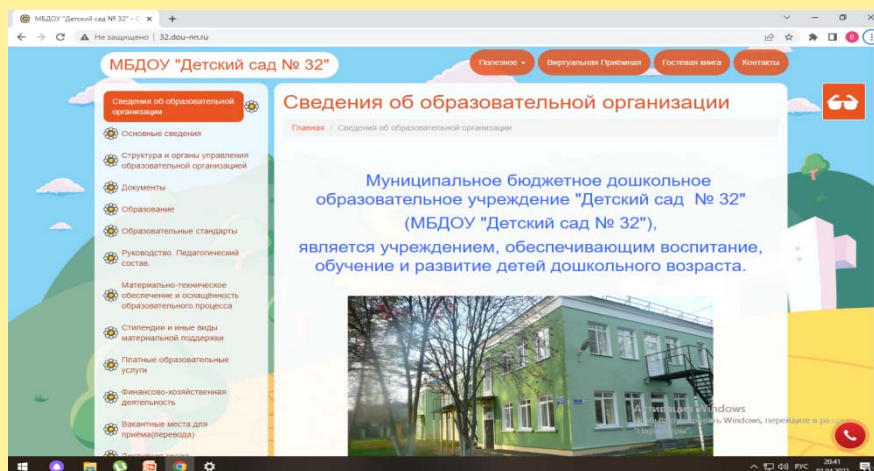 МБДОУ "Детский сад № 32" - С
Не защищено | 32.dou-nn.ru
МБДОУ "Детский сад № 32"
Полезное
Виртуальная Приёмная
Гостевая книга
Контакты
Сведения об образовательной
организации
Основные сведения
Структура и органы управления
образовательной организацией
Документы
Образование
Образовательные стандарты
Руководство. Педагогический
состав.
Материально-техническое
обеспечение и оснащённость
образовательного процесса
Стипендии и иные виды
материальной поддержки
Платные образовательные
услуги
Финансово-хозяйственная
деятельность
Вакантные места для
приёма(перевода)
Сведения об образовательной организации
Главная / Сведения об образовательной организации
Муниципальное бюджетное дошкольное
образовательное учреждение "Детский сад № 32"
(МБДОУ "Детский сад № 32"),
является учреждением, обеспечивающим воспитание,
обучение и развитие детей дошкольного возраста.
Активация Windows
Windows, перейдите в раздел
"Параметры".
РУС
20:41